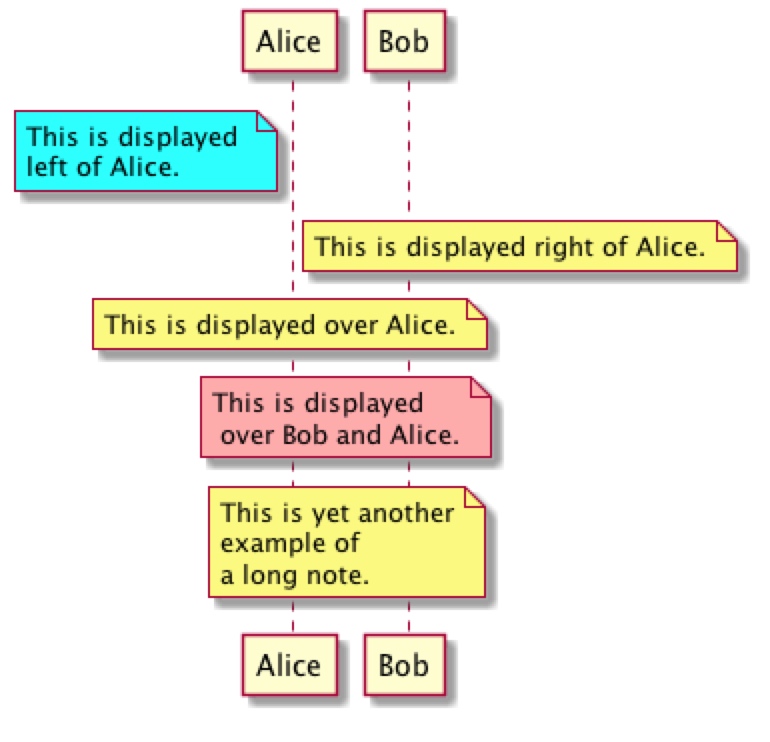 Alice
Bob
This is displayed
left of Alice.
This is displayed right of Alice.
This is displayed over Alice.
This is displayed
over Bob and Alice.
This is yet another
example of
a long note.
Alice
Bob